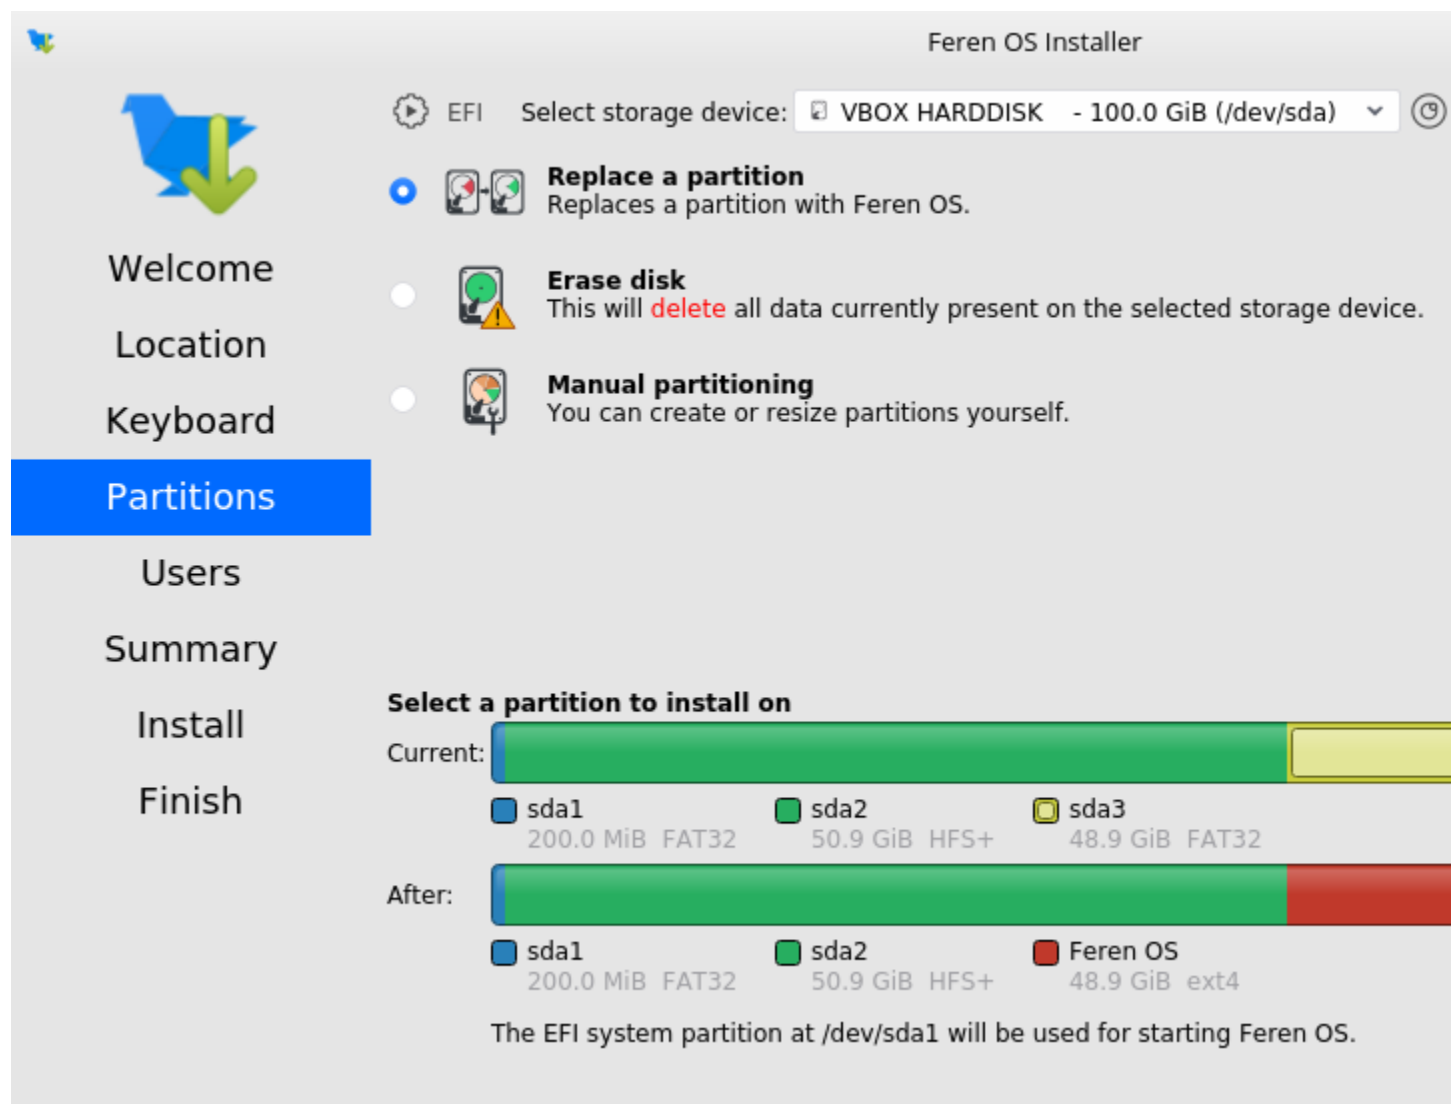 Feren OS Installer
EFI Select storage device: VBOX HARDDISK - 100.0 GiB (/dev/sda)
Replace a partition
Replaces a partition with Feren OS.
Erase disk
This will delete all data currently present on the selected storage device.
Manual partitioning
You can create or resize partitions yourself.
Welcome
Location
Keyboard
Partitions
Users
Summary
Install
Finish
Select a partition to install on
Current:
sda1 sda2 sda3
200.0 MiB FAT32 50.9 GiB HFS+ 48.9 GiB FAT32
After:
sda1 sda2 Feren OS
200.0 MiB FAT32 50.9 GiB HFS+ 48.9 GiB ext4
The EFI system partition at /dev/sda1 will be used for starting Feren OS.